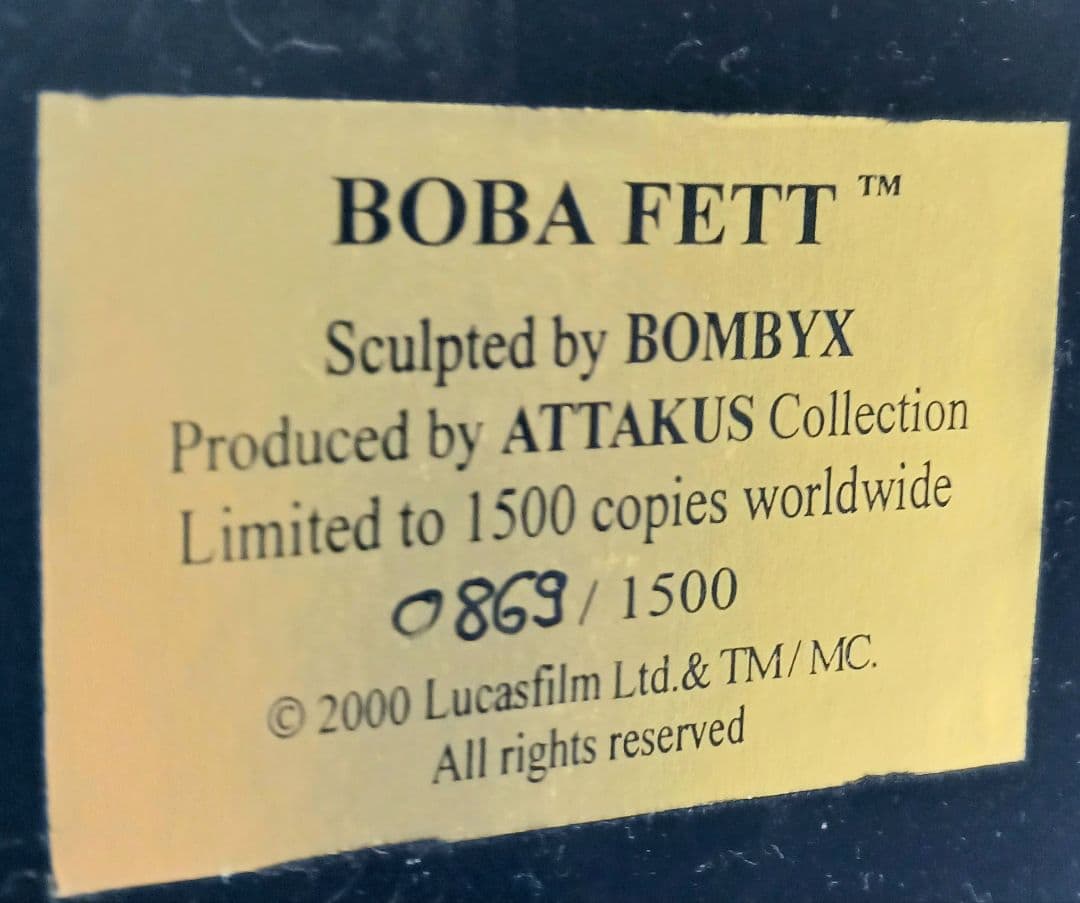 BOBA FETT ™
Sculpted by BOMBYX
Produced by ATTAKUS Collection
Limited to 1500 copies worldwide
0869 / 1500
© 2000 Lucasfilm Ltd.& TM/ MC.
All rights reserved